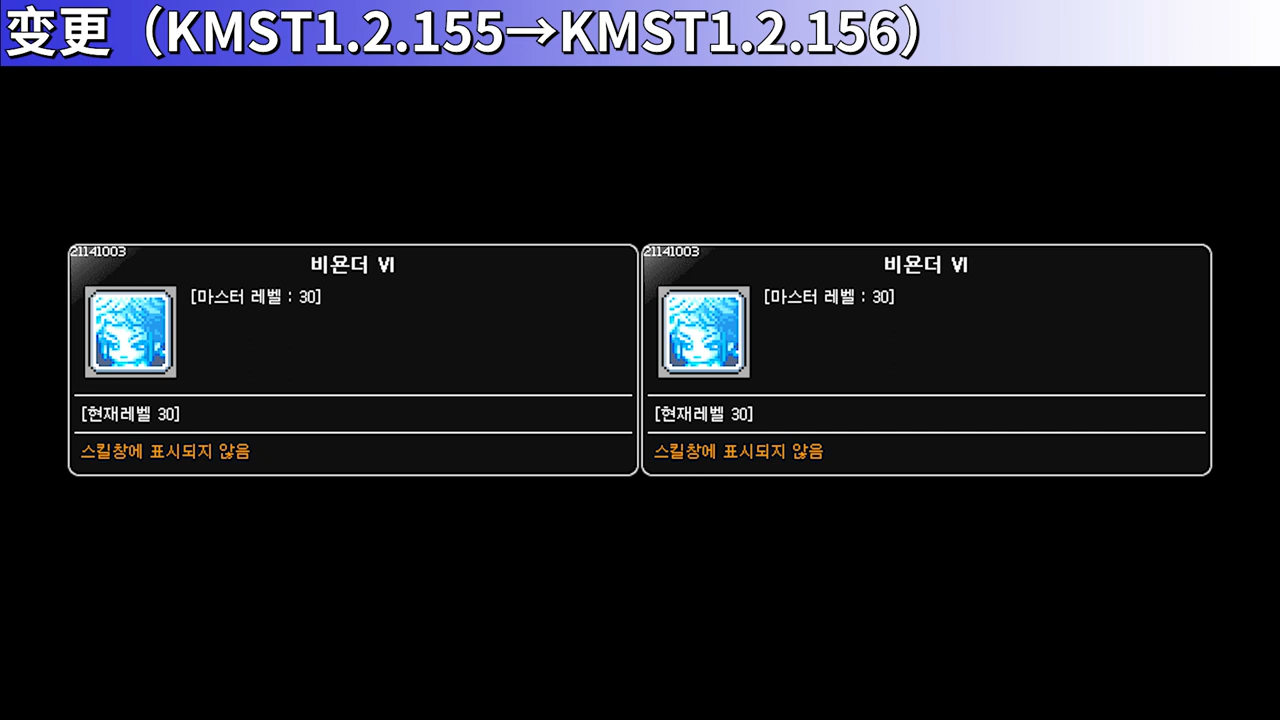 变更（KMST1.2.155→KMST1.2.156）
21141003
비욘더 VI
[마스터 레벨 : 30]
[현재레벨 30]
스킬창에 표시되지 않음
21141003
비욘더 VI
[마스터 레벨 : 30]
[현재레벨 30]
스킬창에 표시되지 않음